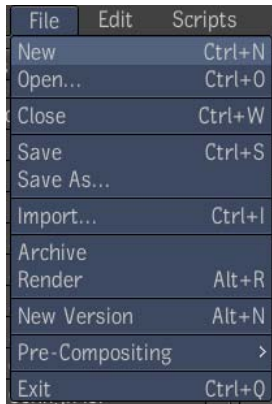 File Edit Scripts
New Ctrl+N
Open... Ctrl+O
Close Ctrl+W
Save Ctrl+S
Save As...
Import... Ctrl+I
Archive
Render Alt+R
New Version Alt+N
Pre-Compositing >
Exit Ctrl+Q